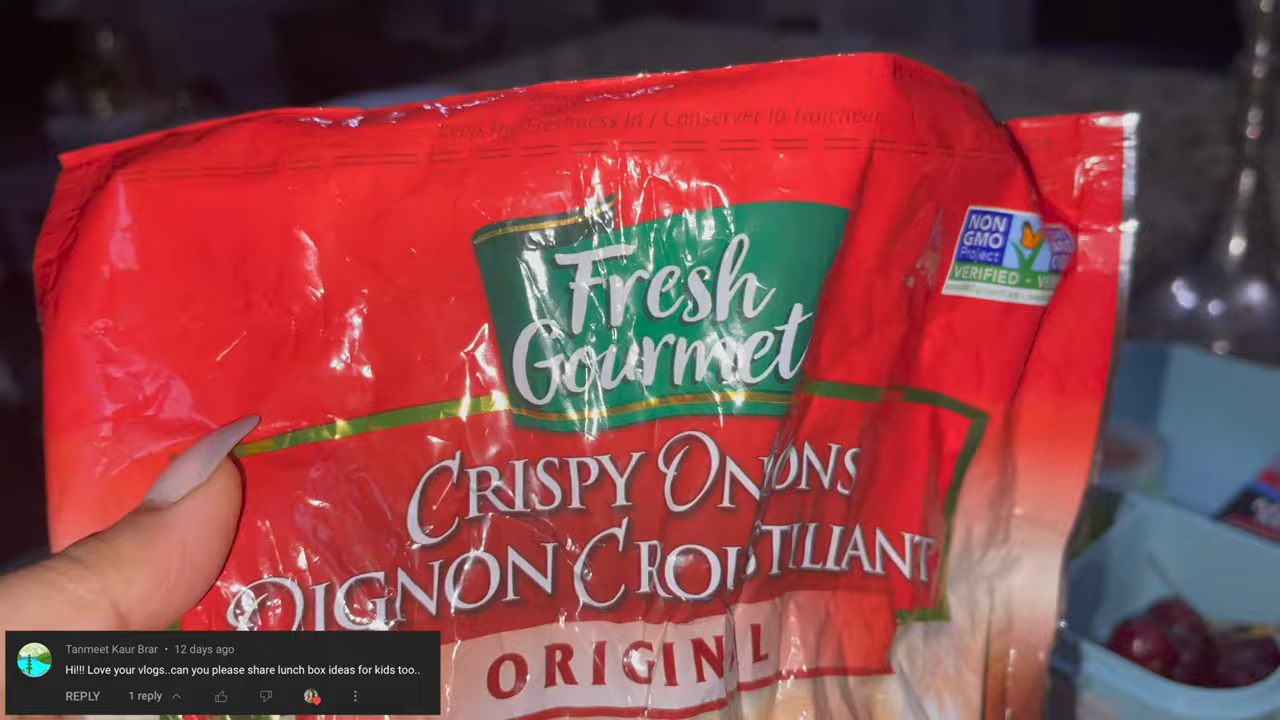 Keep The Freshness In / Conserver la fraicheur
Fresh
Gourmet
NON
GMO
Project
VERIFIED
CRISPY ONIONS
OIGNON CROUSTILLANT
ORIGINAL
Tanmeet Kaur Brar • 12 days ago
Hi!!! Love your vlogs..can you please share lunch box ideas for kids too..
REPLY 1 reply